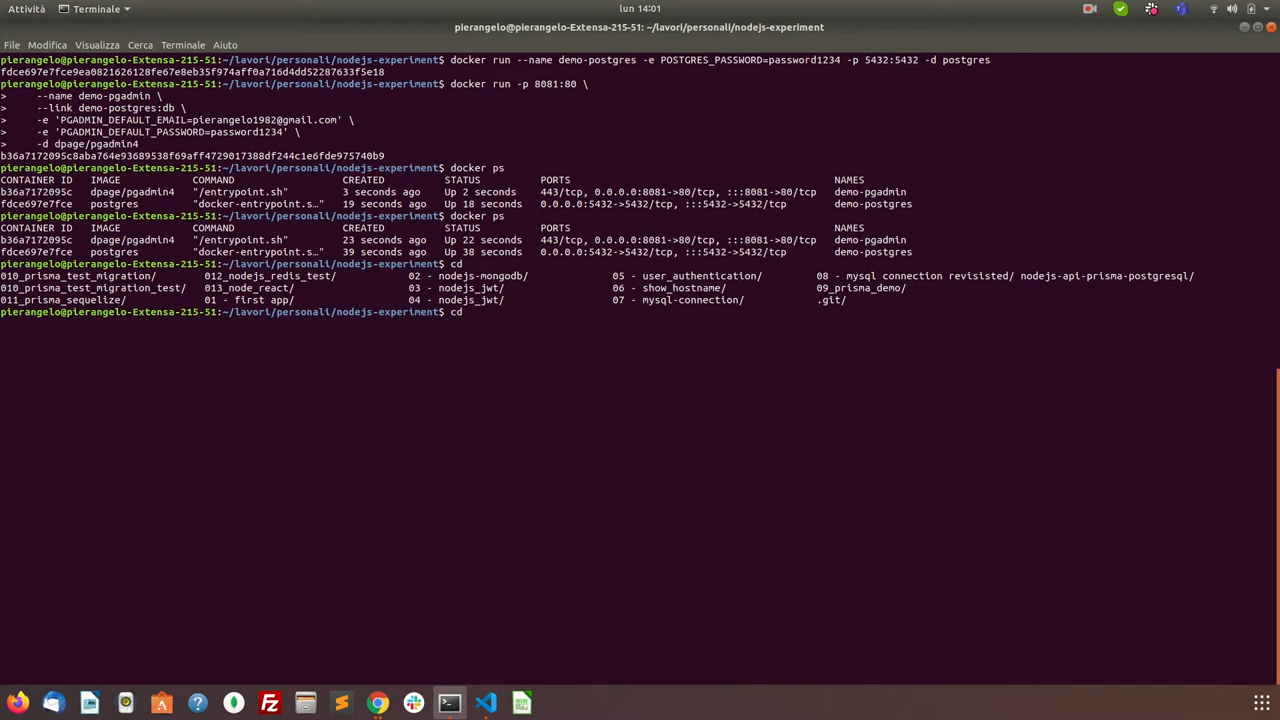 Attività
Terminale
lun 14:01
pierangelo@pierangelo-Extensa-215-51: ~/lavori/personali/nodejs-experiment
File Modifica Visualizza Cerca Terminale Aiuto
pierangelo@pierangelo-Extensa-215-51:~/lavori/personali/nodejs-experiment$ docker run --name demo-postgres -e POSTGRES_PASSWORD=password1234 -p 5432:5432 -d postgres
fdce697e7fce9ea0821626128fe67e8eb35f974aff0a716d4dd52287633f5e18
pierangelo@pierangelo-Extensa-215-51:~/lavori/personali/nodejs-experiment$ docker run -p 8081:80 \
> --name demo-pgadmin \
> --link demo-postgres:db \
> -e 'PGADMIN_DEFAULT_EMAIL=pierangelo1982@gmail.com' \
> -e 'PGADMIN_DEFAULT_PASSWORD=password1234' \
> -d dpage/pgadmin4
b36a7172095c8aba764e93689538f69aff4729017388df244c1e6fde975740b9
pierangelo@pierangelo-Extensa-215-51:~/lavori/personali/nodejs-experiment$ docker ps
CONTAINER ID IMAGE COMMAND CREATED STATUS PORTS NAMES
b36a7172095c dpage/pgadmin4 "/entrypoint.sh" 3 seconds ago Up 2 seconds 443/tcp, 0.0.0.0:8081->80/tcp, :::8081->80/tcp demo-pgadmin
fdce697e7fce postgres "docker-entrypoint.s…" 19 seconds ago Up 18 seconds 0.0.0.0:5432->5432/tcp, :::5432->5432/tcp demo-postgres
pierangelo@pierangelo-Extensa-215-51:~/lavori/personali/nodejs-experiment$ docker ps
CONTAINER ID IMAGE COMMAND CREATED STATUS PORTS NAMES
b36a7172095c dpage/pgadmin4 "/entrypoint.sh" 23 seconds ago Up 22 seconds 443/tcp, 0.0.0.0:8081->80/tcp, :::8081->80/tcp demo-pgadmin
fdce697e7fce postgres "docker-entrypoint.s…" 39 seconds ago Up 38 seconds 0.0.0.0:5432->5432/tcp, :::5432->5432/tcp demo-postgres
pierangelo@pierangelo-Extensa-215-51:~/lavori/personali/nodejs-experiment$ cd
010_prisma_test_migration/ 012_nodejs_redis_test/ 02 - nodejs-mongodb/ 05 - user_authentication/ 08 - mysql connection revisisted/ nodejs-api-prisma-postgresql/
010_prisma_test_migration_test/ 013_node_react/ 03 - nodejs_jwt/ 06 - show_hostname/ 09_prisma_demo/
011_prisma_sequelize/ 01 - first app/ 04 - nodejs_jwt/ 07 - mysql-connection/ .git/
pierangelo@pierangelo-Extensa-215-51:~/lavori/personali/nodejs-experiment$ cd